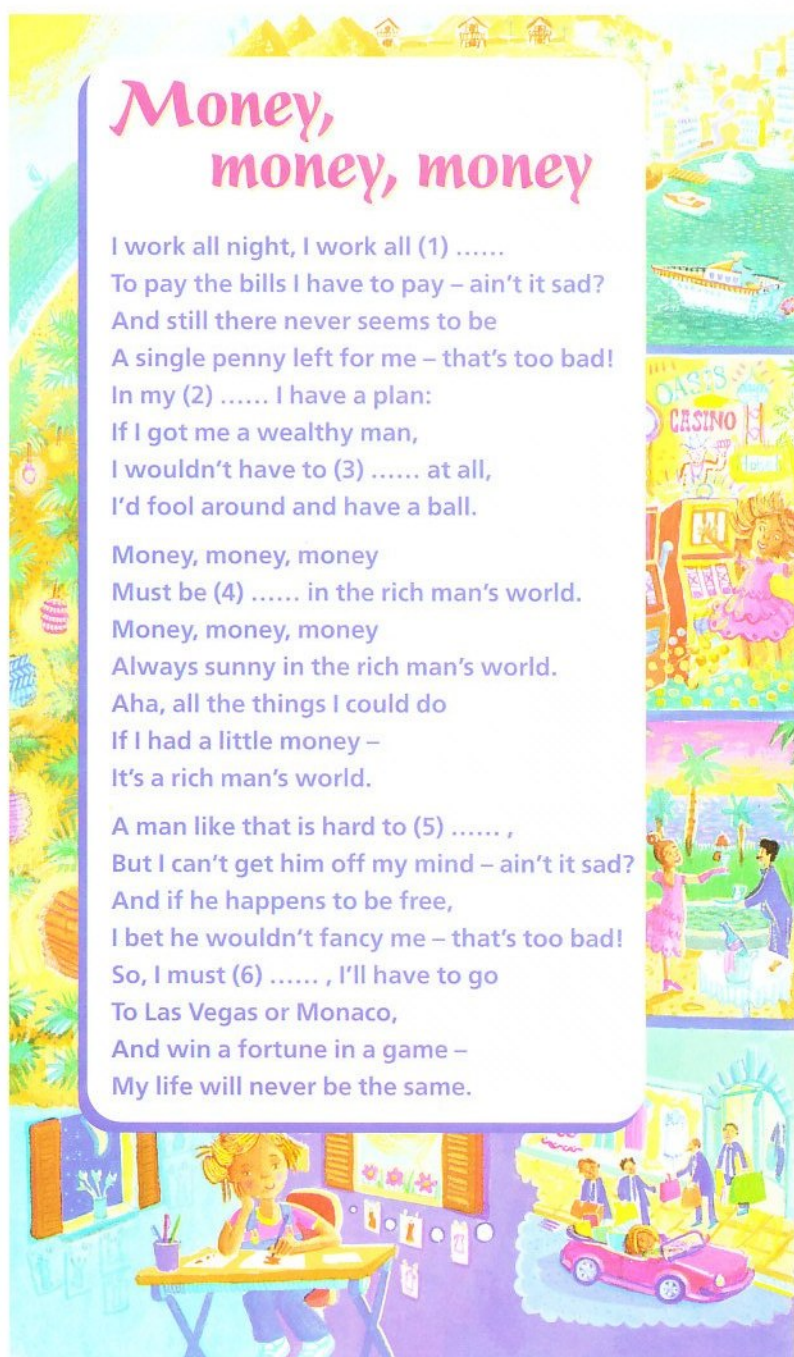 Money,
money, money
I work all night, I work all (1) ......
To pay the bills I have to pay – ain't it sad?
And still there never seems to be
A single penny left for me – that's too bad!
In my (2) ...... I have a plan:
If I got me a wealthy man,
I wouldn't have to (3) ...... at all,
I'd fool around and have a ball.
Money, money, money
Must be (4) ...... in the rich man's world.
Money, money, money
Always sunny in the rich man's world.
Aha, all the things I could do
If I had a little money –
It's a rich man's world.
A man like that is hard to (5) ...... ,
But I can't get him off my mind – ain't it sad?
And if he happens to be free,
I bet he wouldn't fancy me – that's too bad!
So, I must (6) ...... , I'll have to go
To Las Vegas or Monaco,
And win a fortune in a game –
My life will never be the same.
OASIS
CASINO